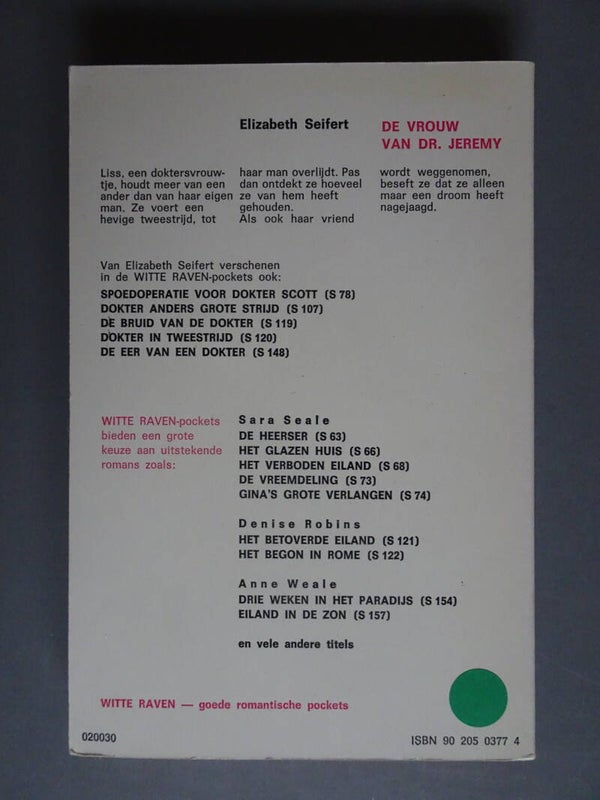 Elizabeth Seifert
DE VROUW
VAN DR. JEREMY
Liss, een doktersvrouw-
tje, houdt meer van een
ander dan van haar eigen
man. Ze voert een
hevige tweestrijd, tot
haar man overlijdt. Pas
dan ontdekt ze hoeveel
ze van hem heeft
gehouden.
Als ook haar vriend
wordt weggenomen,
beseft ze dat ze alleen
maar een droom heeft
nagejaagd.
Van Elizabeth Seifert verschenen
in de WITTE RAVEN-pockets ook:
SPOEDOPERATIE VOOR DOKTER SCOTT (S 78)
DOKTER ANDERS GROTE STRIJD (S 107)
DE BRUID VAN DE DOKTER (S 119)
DOKTER IN TWEESTRIJD (S 120)
DE EER VAN EEN DOKTER (S 148)
WITTE RAVEN-pockets
bieden een grote
keuze aan uitstekende
romans zoals:
Sara Seale
DE HEERSER (S 63)
HET GLAZEN HUIS (S 66)
HET VERBODEN EILAND (S 68)
DE VREEMDELING (S 73)
GINA'S GROTE VERLANGEN (S 74)
Denise Robins
HET BETOVERDE EILAND (S 121)
HET BEGON IN ROME (S 122)
Anne Weale
DRIE WEKEN IN HET PARADIJS (S 154)
EILAND IN DE ZON (S 157)
en vele andere titels
WITTE RAVEN — goede romantische pockets
020030
ISBN 90 205 0377 4